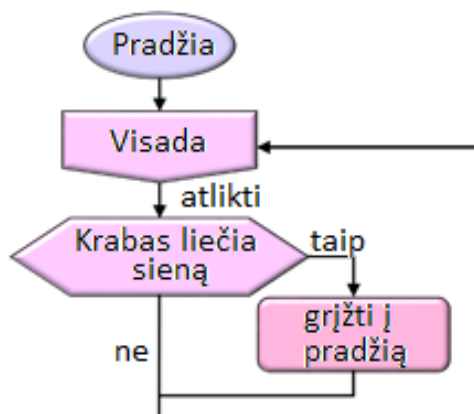 Pradžia
Visada
atlikti
Krabas liečia
sieną
taip
grįžti į
pradžią
ne